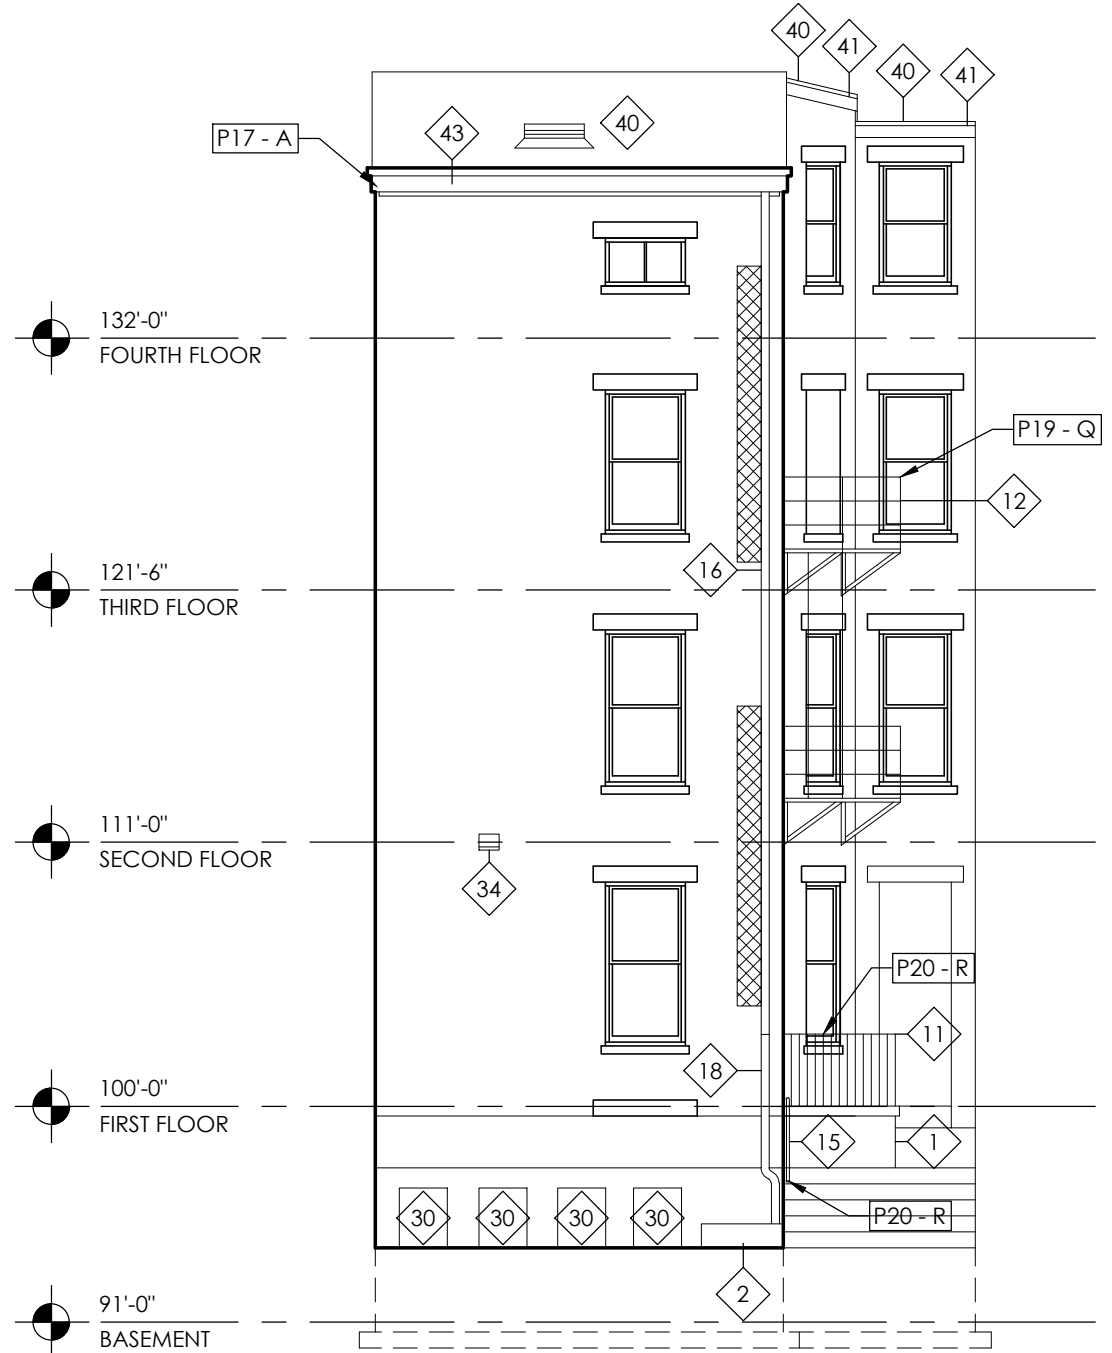 40
41
40
41
P17 - A
43
40
132'-0"
FOURTH FLOOR
P19 - Q
12
16
121'-6"
THIRD FLOOR
111'-0"
SECOND FLOOR
34
P20 - R
11
18
100'-0"
FIRST FLOOR
15
1
30
30
30
30
P20 - R
2
91'-0"
BASEMENT